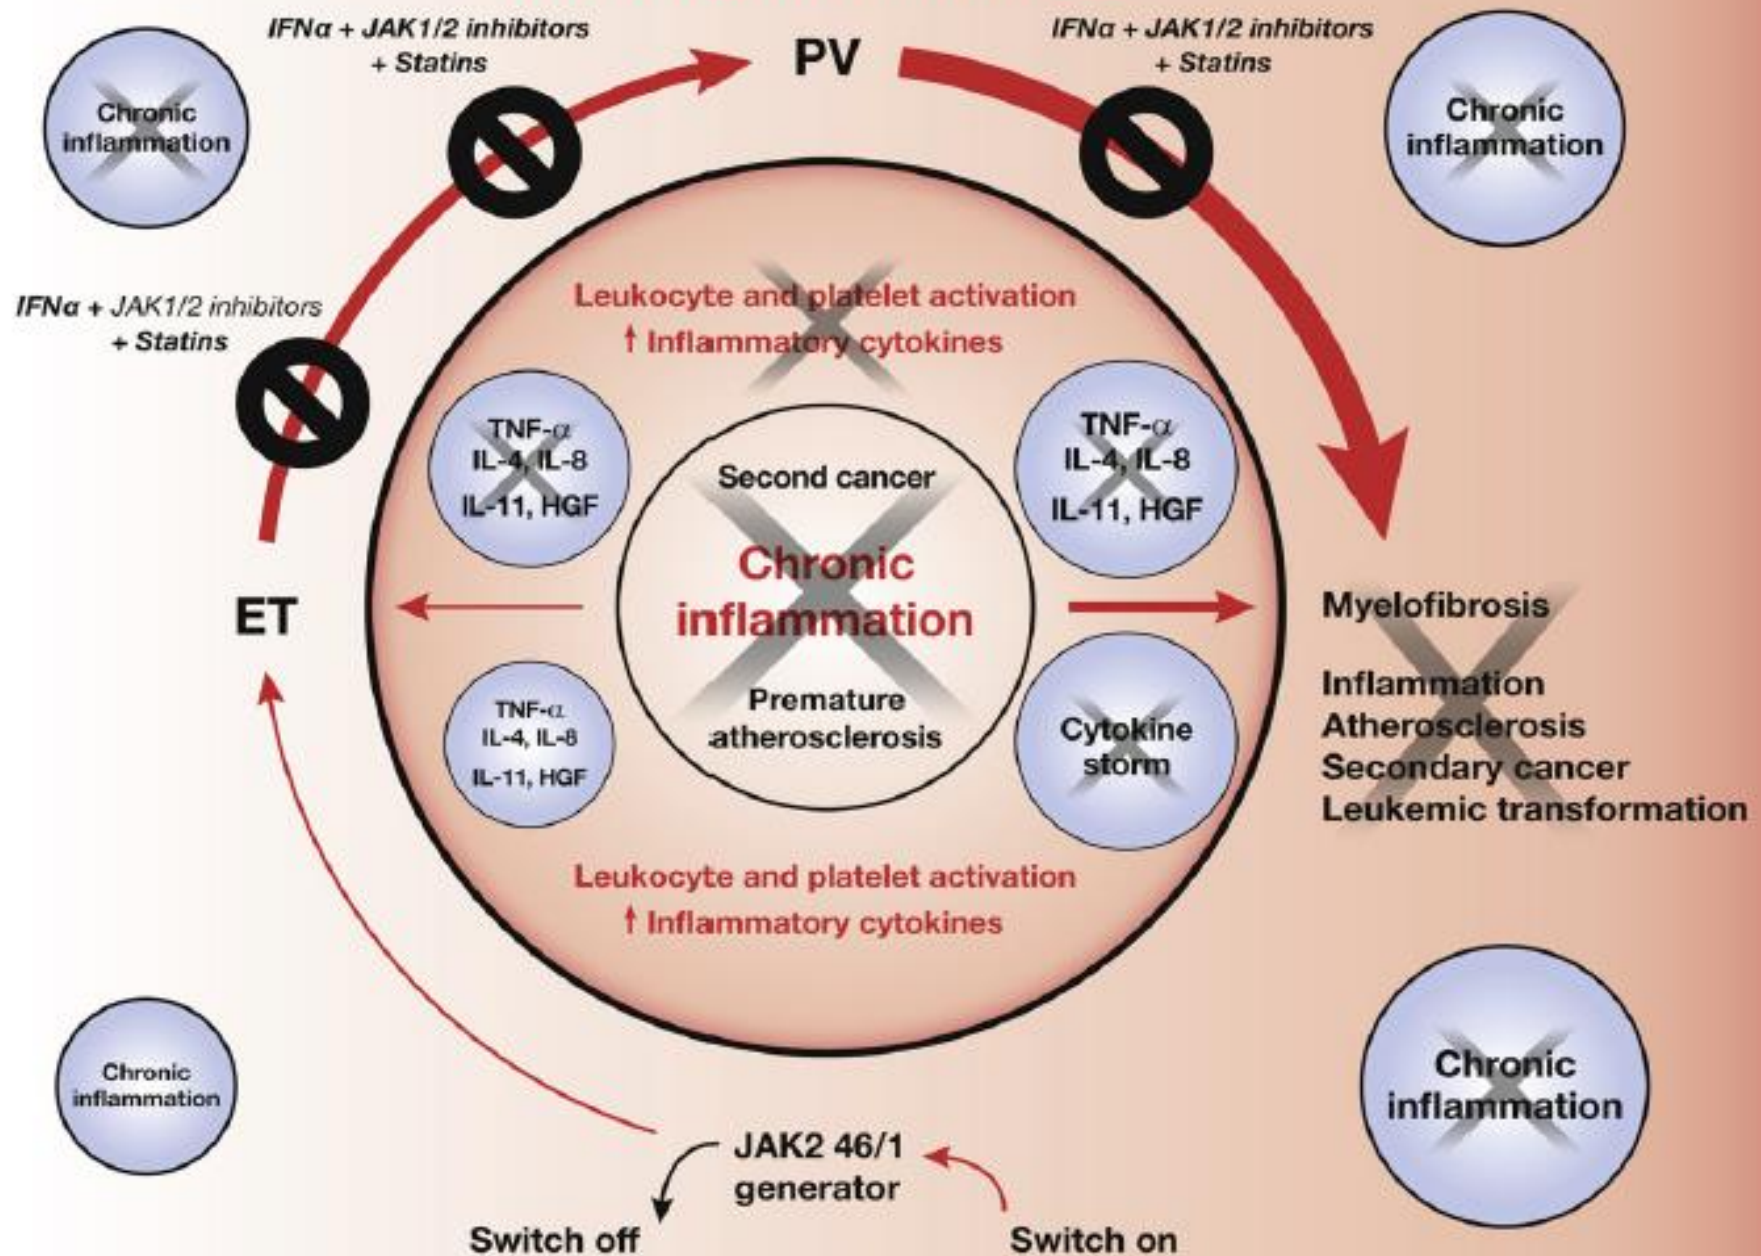 IFNα + JAK1/2 inhibitors
+ Statins
PV
IFNα + JAK1/2 inhibitors
+ Statins
Chronic
inflammation
Chronic
inflammation
IFNα + JAK1/2 inhibitors
+ Statins
Leukocyte and platelet activation
↑ Inflammatory cytokines
TNF-α
IL-4, IL-8
IL-11, HGF
Second cancer
Chronic
inflammation
Premature
atherosclerosis
TNF-α
IL-4, IL-8
IL-11, HGF
ET
TNF-α
IL-4, IL-8
IL-11, HGF
Cytokine
storm
Myelofibrosis
Inflammation
Atherosclerosis
Secondary cancer
Leukemic transformation
Leukocyte and platelet activation
↑ Inflammatory cytokines
Chronic
inflammation
Chronic
inflammation
JAK2 46/1
generator
Switch off
Switch on